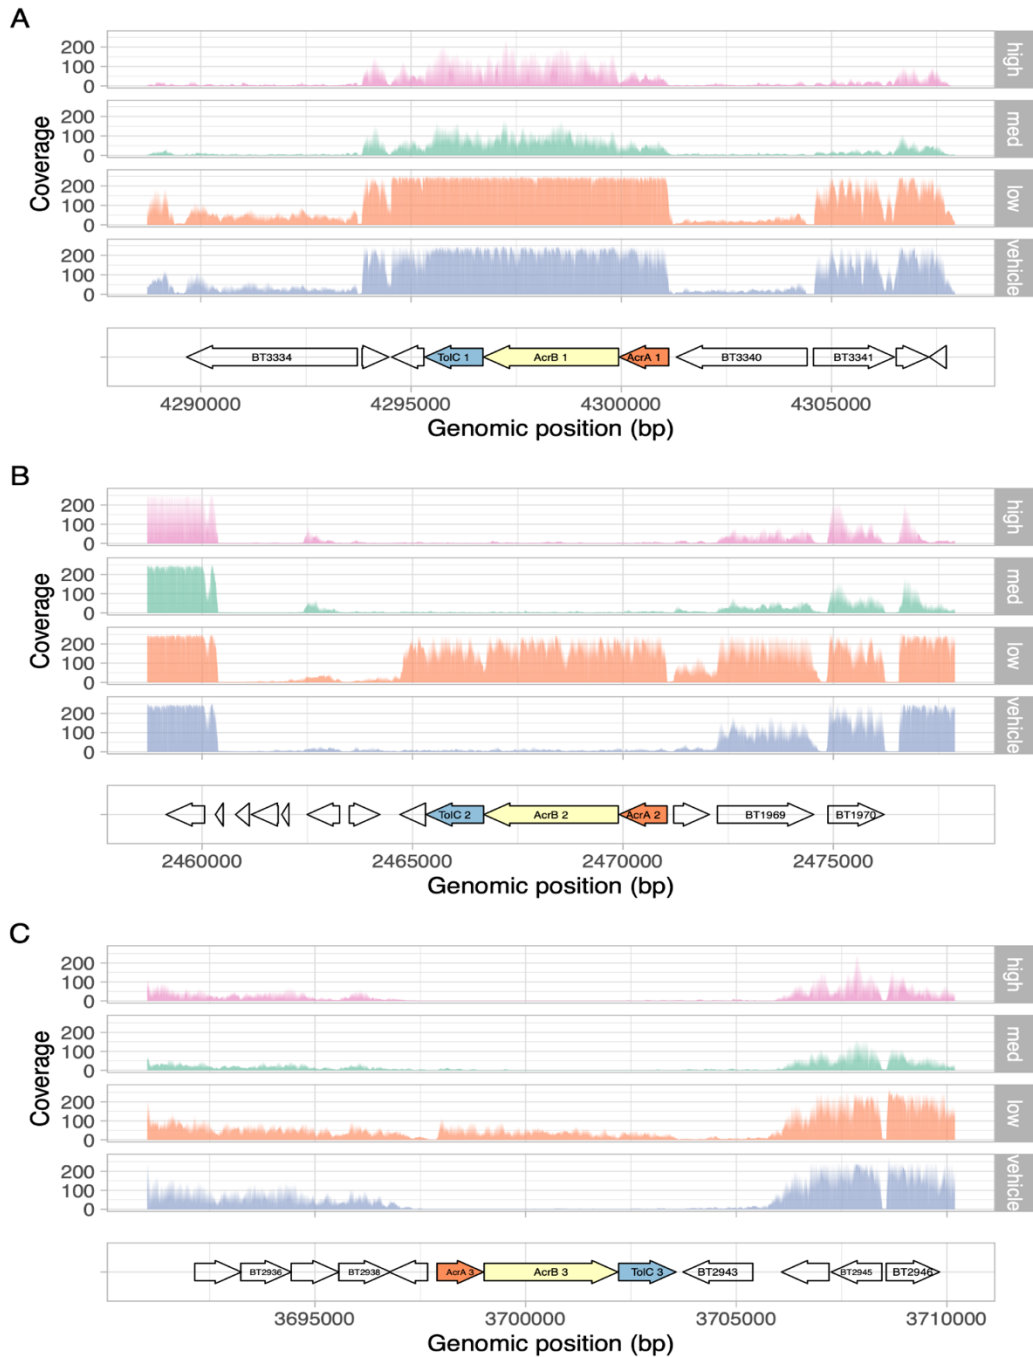 A
Coverage
200
100
0
high
200
100
0
med
200
100
0
low
200
100
0
vehicle
BT3334
TolC 1
AcrB 1
AcrA 1
BT3340
BT3341
4290000
4295000
4300000
4305000
Genomic position (bp)
B
Coverage
200
100
0
high
200
100
0
med
200
100
0
low
200
100
0
vehicle
TolC 2
AcrB 2
AcrA 2
BT1969
BT1970
2460000
2465000
2470000
2475000
Genomic position (bp)
C
Coverage
200
100
0
high
200
100
0
med
200
100
0
low
200
100
0
vehicle
BT2936
BT2938
AcrA 3
AcrB 3
TolC 3
BT2943
BT2945
BT2946
3695000
3700000
3705000
3710000
Genomic position (bp)